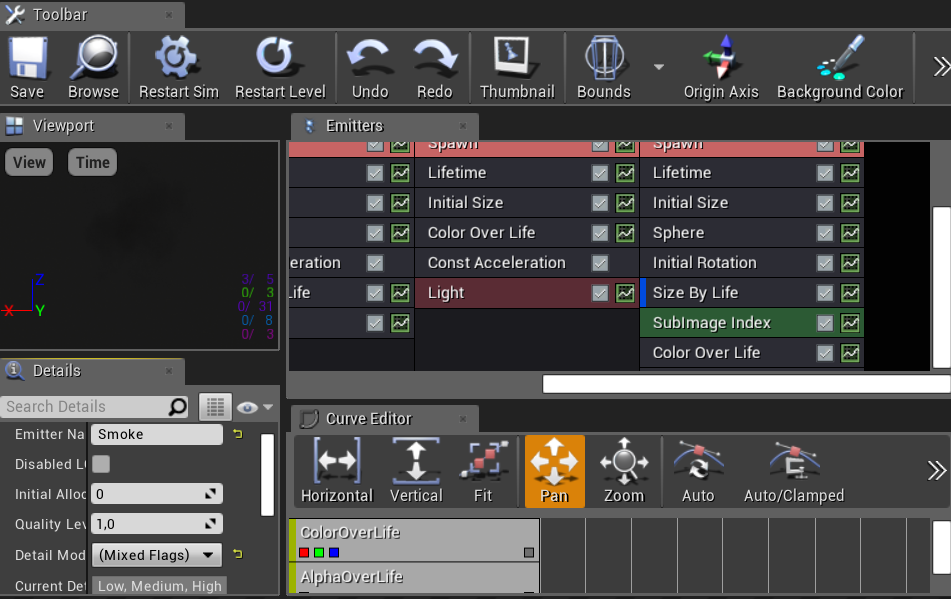 Toolbar
Save Browse Restart Sim Restart Level Undo Redo Thumbnail Bounds Origin Axis Background Color
Viewport
View Time
Z
X Y
3/ 5
0/ 3
0/ 31
0/ 8
0/ 3
Details
Search Details
Emitter Na Smoke
Disabled L
Initial Alloc 0
Quality Lev 1,0
Detail Mod (Mixed Flags)
Current De Low, Medium, High
Emitters
Spawn Spawn
Lifetime Lifetime
Initial Size Initial Size
Color Over Life Sphere
eration Const Acceleration Initial Rotation
Life Light Size By Life
SubImage Index
Color Over Life
Curve Editor
Horizontal Vertical Fit Pan Zoom Auto Auto/Clamped
ColorOverLife
AlphaOverLife